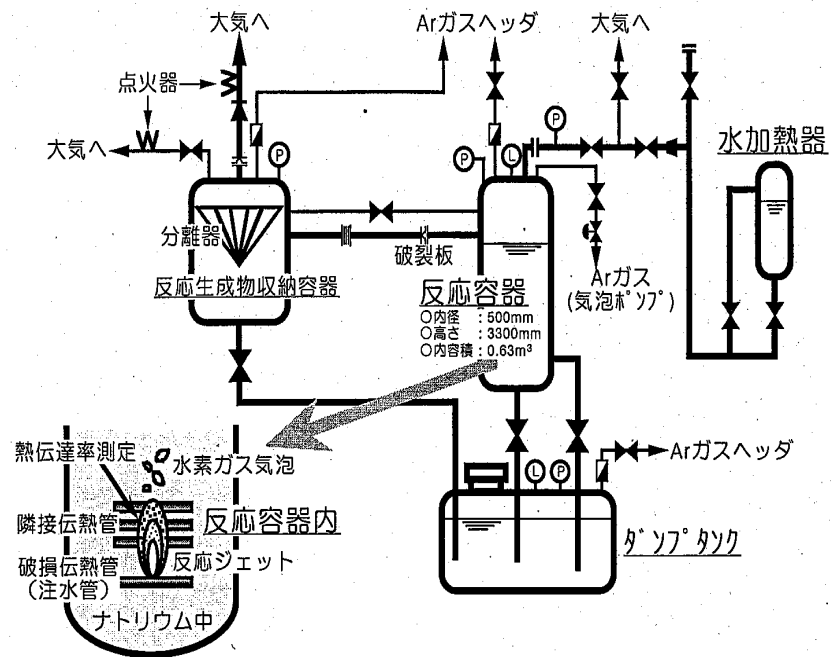 大気へ
Arガスヘッダ
大気へ
点火器
P
大気へ
P
P
L
水加熱器
分離器
破裂板
反応生成物収納容器
反応容器
○内径 : 500mm
○高さ : 3300mm
○内容積 : 0.63m³
Arガス
(気泡ポンプ)
Arガスヘッダ
L
P
ダンプタンク
熱伝達率測定
水素ガス気泡
隣接伝熱管
反応容器内
破損伝熱管
(注水管)
反応ジェット
ナトリウム中